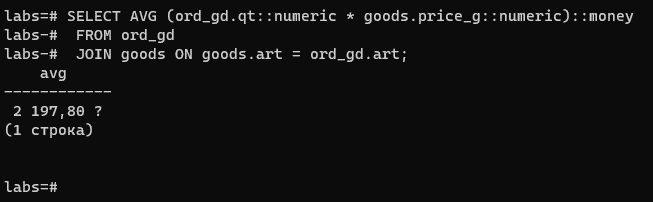 labs=# SELECT AVG (ord_gd.qt::numeric * goods.price_g::numeric)::money
labs-#  FROM ord_gd
labs-#  JOIN goods ON goods.art = ord_gd.art;
    avg
------------
 2 197,80 ?
(1 строка)
labs=#